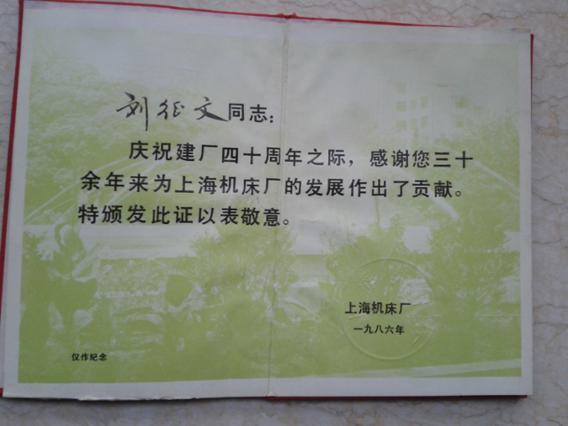 刘征文同志：
庆祝建厂四十周年之际，感谢您三十
余年来为上海机床厂的发展作出了贡献。
特颁发此证以表敬意。
上海机床厂
一九八六年
仅作纪念